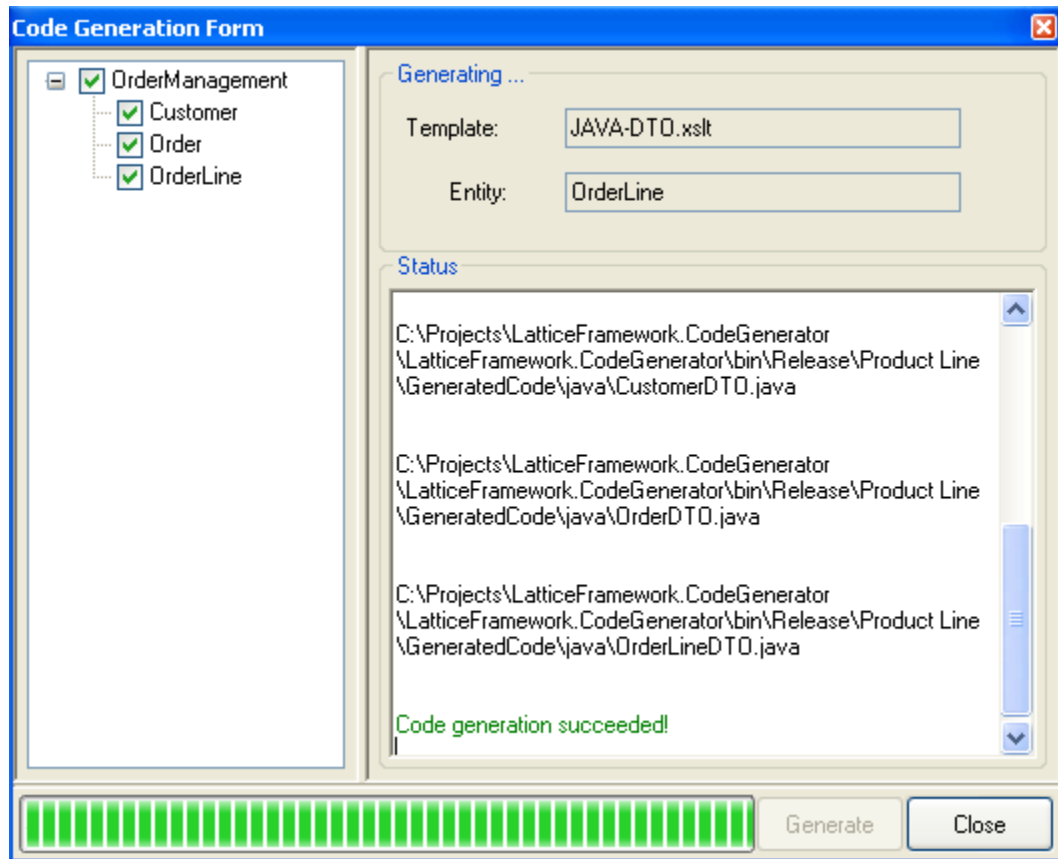 Code Generation Form
OrderManagement
Customer
Order
OrderLine
Generating ...
Template: JAVA-DTO.xslt
Entity: OrderLine
Status
C:\Projects\LatticeFramework.CodeGenerator
\LatticeFramework.CodeGenerator\bin\Release\Product Line
\GeneratedCode\java\CustomerDTO.java
C:\Projects\LatticeFramework.CodeGenerator
\LatticeFramework.CodeGenerator\bin\Release\Product Line
\GeneratedCode\java\OrderDTO.java
C:\Projects\LatticeFramework.CodeGenerator
\LatticeFramework.CodeGenerator\bin\Release\Product Line
\GeneratedCode\java\OrderLineDTO.java
Code generation succeeded!
Generate
Close